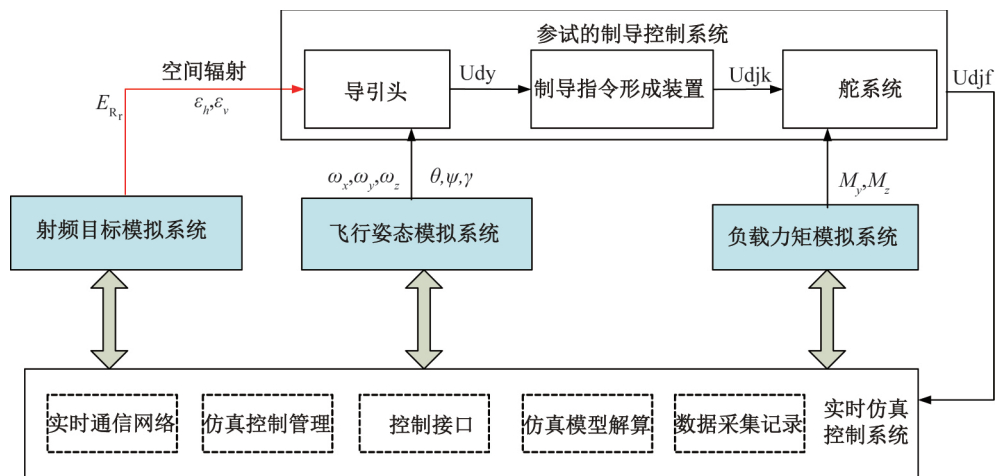 参试的制导控制系统
空间辐射
E_{R_r}
ε_h,ε_v
导引头
Udy
制导指令形成装置
Udjk
舵系统
Udjf
ω_x,ω_y,ω_z
θ,ψ,γ
M_y,M_z
射频目标模拟系统
飞行姿态模拟系统
负载力矩模拟系统
实时通信网络
仿真控制管理
控制接口
仿真模型解算
数据采集记录
实时仿真
控制系统